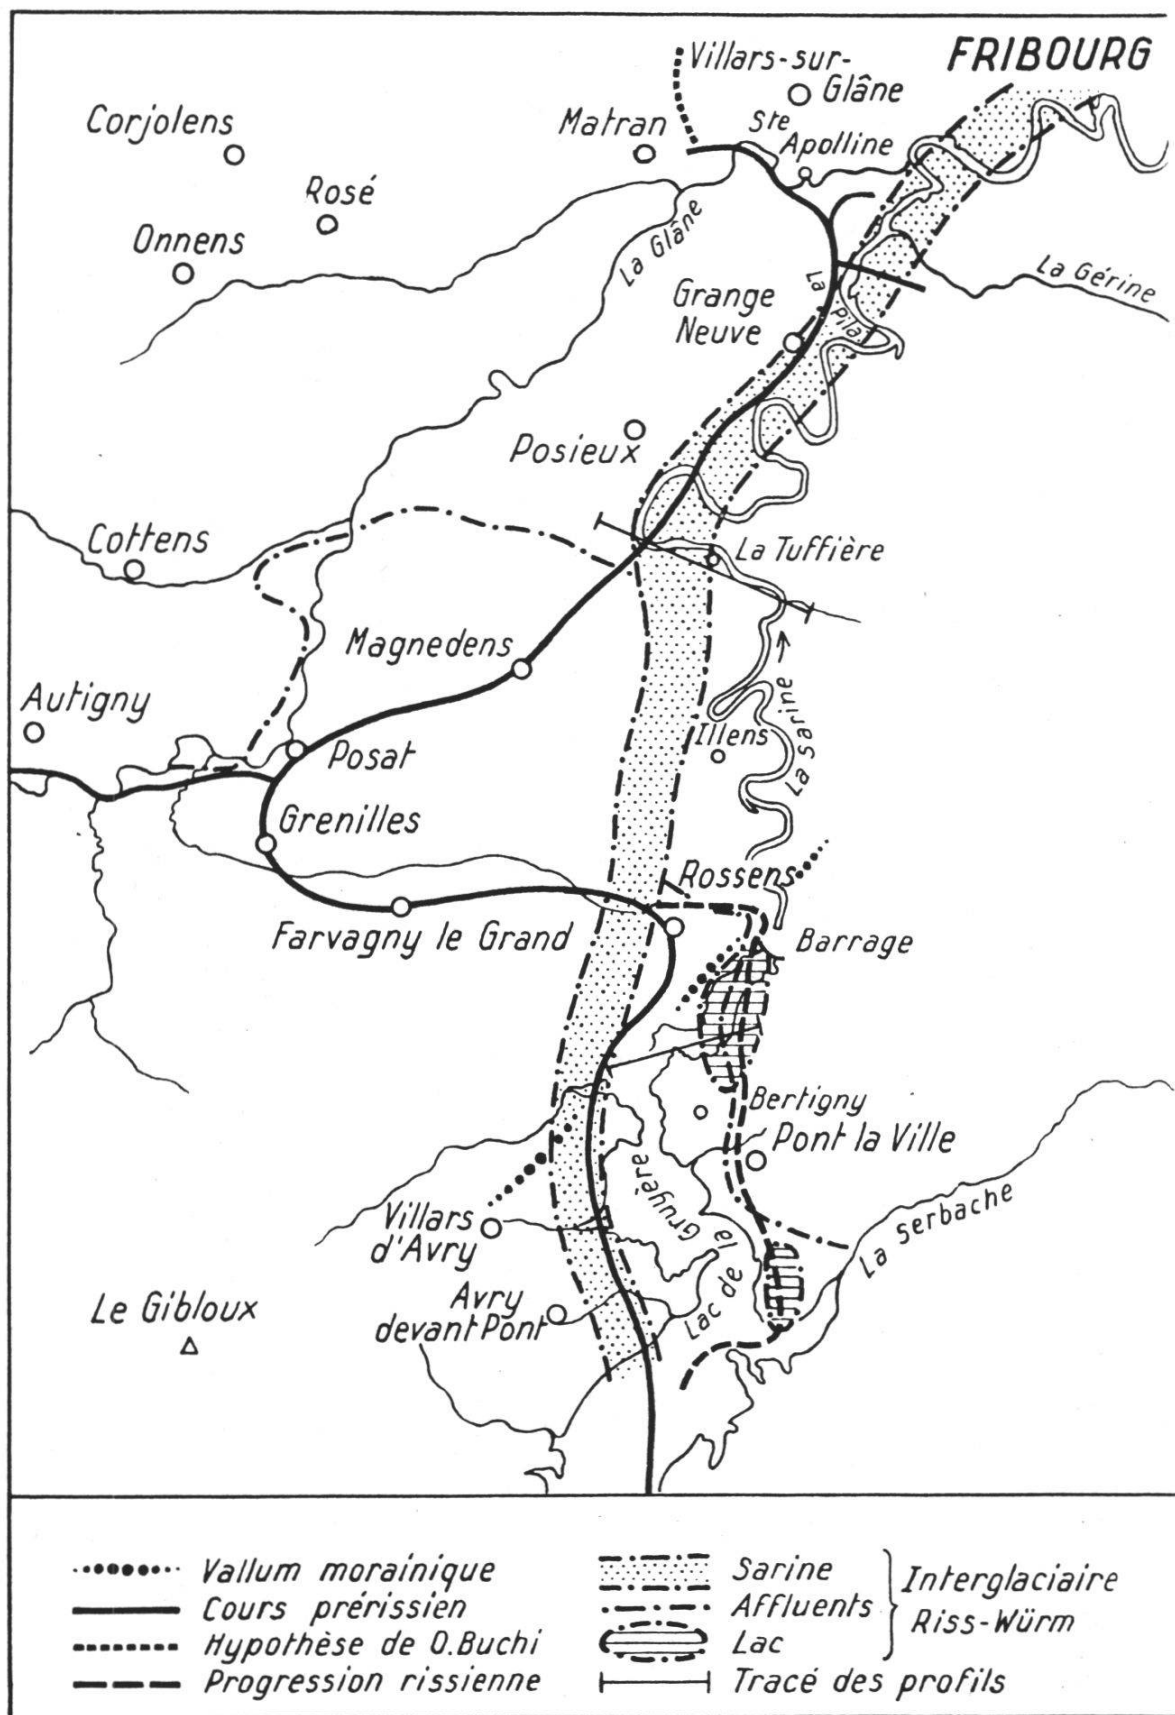 FRIBOURG
Villars-sur-
Glâne
Corjolens
Matran
Ste
Apolline
Rosé
Onnens
La Glâne
La Gérine
Grange
Neuve
La Pila
Posieux
Cottens
La Tuffière
Magnedens
Autigny
Posat
Illens
La Sarine →
Grenilles
Rossens
Farvagny le Grand
Barrage
Bertigny
Pont la Ville
Villars
d'Avry
Lac de la Gruyère
La Serbache
Le Gibloux
Avry
devant Pont
Vallum morainique
Cours prérissien
Hypothèse de O.Buchi
Progression rissienne
Sarine
Affluents
Lac
Interglaciaire
Riss-Würm
Tracé des profils